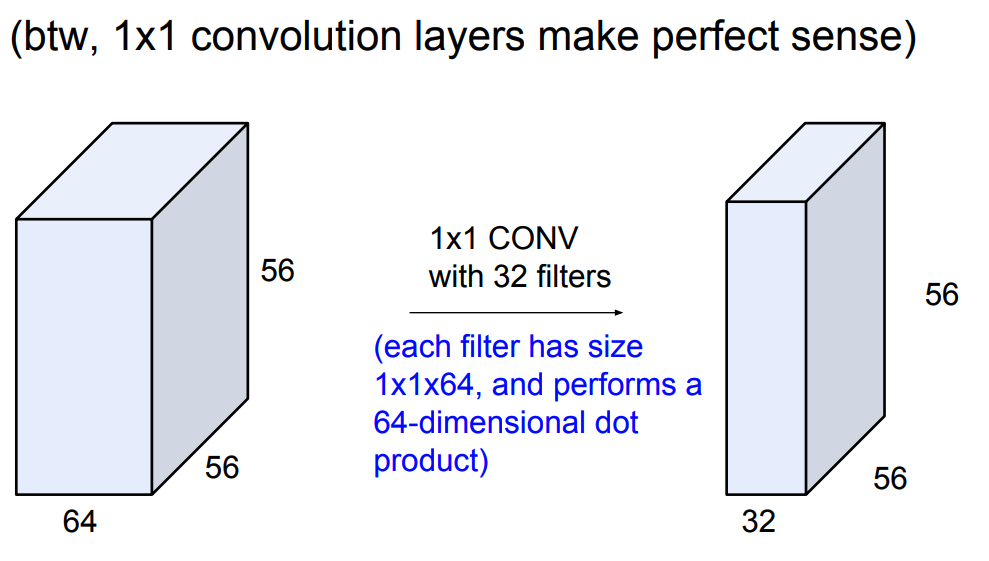 (btw, 1x1 convolution layers make perfect sense)
56
56
64
1x1 CONV
with 32 filters
(each filter has size
1x1x64, and performs a
64-dimensional dot
product)
56
56
32